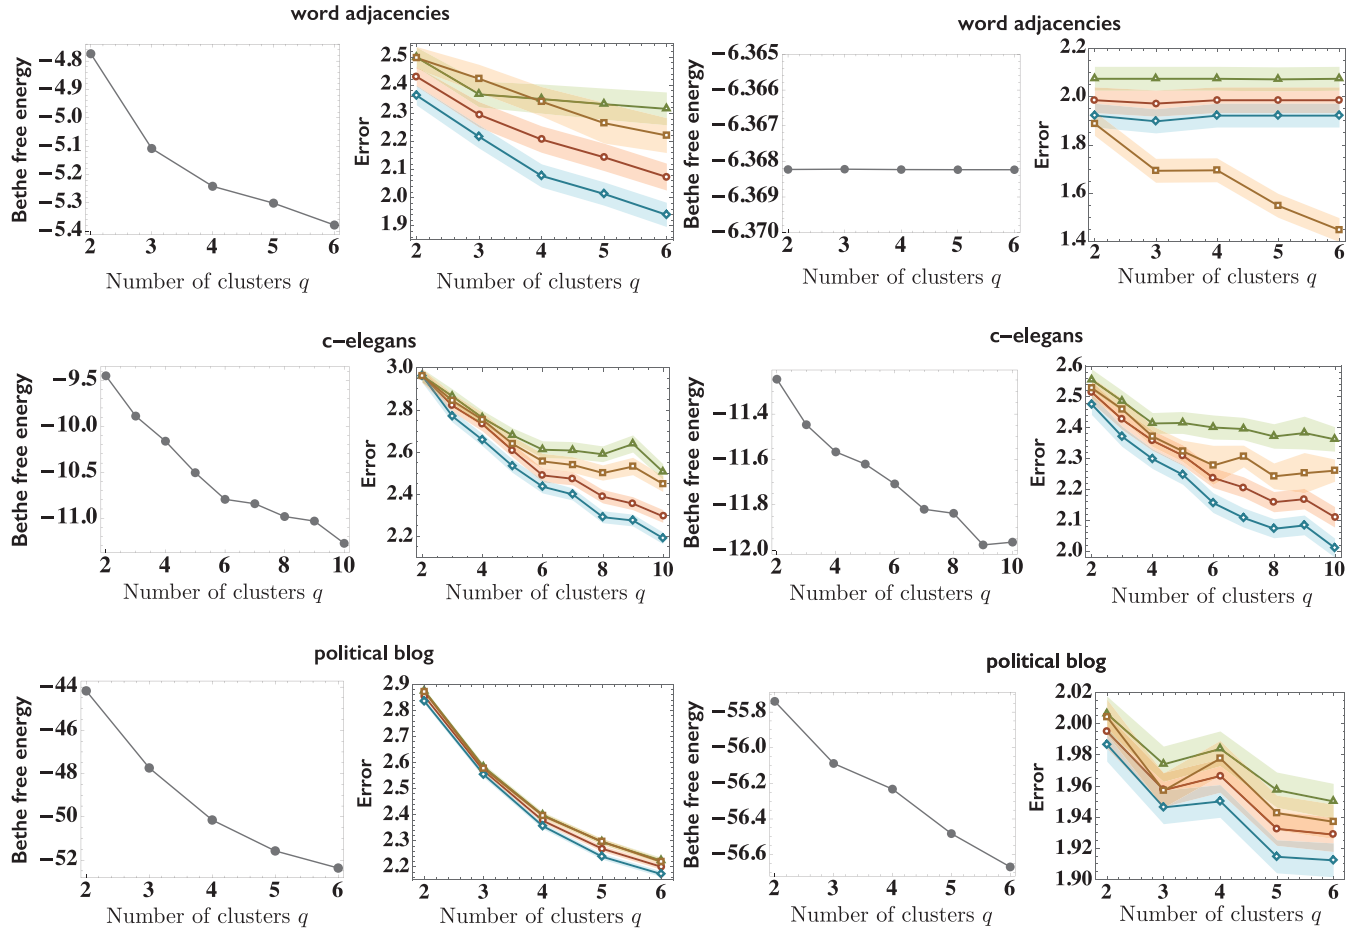 word adjacencies
Bethe free energy
−4.8
−4.9
−5.0
−5.1
−5.2
−5.3
−5.4
2 3 4 5 6
Number of clusters q
Error
2.5
2.4
2.3
2.2
2.1
2.0
1.9
2 3 4 5 6
Number of clusters q
word adjacencies
Bethe free energy
−6.365
−6.366
−6.367
−6.368
−6.369
−6.370
2 3 4 5 6
Number of clusters q
Error
2.2
2.0
1.8
1.6
1.4
2 3 4 5 6
Number of clusters q
c−elegans
Bethe free energy
−9.5
−10.0
−10.5
−11.0
2 4 6 8 10
Number of clusters q
Error
3.0
2.8
2.6
2.4
2.2
2 4 6 8 10
Number of clusters q
c−elegans
Bethe free energy
−11.4
−11.6
−11.8
−12.0
2 4 6 8 10
Number of clusters q
Error
2.6
2.5
2.4
2.3
2.2
2.1
2.0
2 4 6 8 10
Number of clusters q
political blog
Bethe free energy
−44
−46
−48
−50
−52
2 3 4 5 6
Number of clusters q
Error
2.9
2.8
2.7
2.6
2.5
2.4
2.3
2.2
2 3 4 5 6
Number of clusters q
political blog
Bethe free energy
−55.8
−56.0
−56.2
−56.4
−56.6
2 3 4 5 6
Number of clusters q
Error
2.02
2.00
1.98
1.96
1.94
1.92
1.90
2 3 4 5 6
Number of clusters q